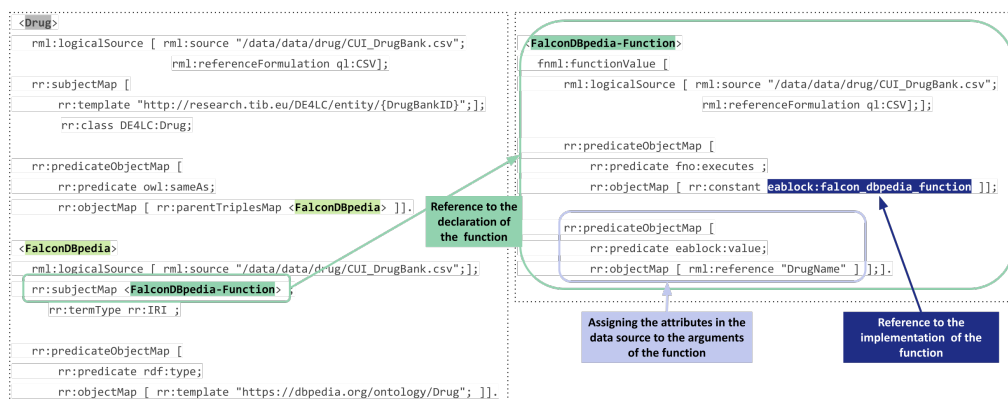 <Drug>
rml:logicalSource [ rml:source "/data/data/drug/CUI_DrugBank.csv";
rml:referenceFormulation ql:CSV];
rr:subjectMap [
rr:template "http://research.tib.eu/DE4LC/entity/{DrugBankID}";];
rr:class DE4LC:Drug;
rr:predicateObjectMap [
rr:predicate owl:sameAs;
rr:objectMap [ rr:parentTriplesMap <FalconDBpedia> ]].
<FalconDBpedia>
rml:logicalSource [ rml:source "/data/data/drug/CUI_DrugBank.csv";];
rr:subjectMap <FalconDBpedia-Function> ;
rr:termType rr:IRI ;
rr:predicateObjectMap [
rr:predicate rdf:type;
rr:objectMap [ rr:template "https://dbpedia.org/ontology/Drug"; ]].
Reference to the
declaration of
the function
<FalconDBpedia-Function>
fnml:functionValue [
rml:logicalSource [ rml:source "/data/data/drug/CUI_DrugBank.csv";
rml:referenceFormulation ql:CSV];];
rr:predicateObjectMap [
rr:predicate fno:executes ;
rr:objectMap [ rr:constant eablock:falcon_dbpedia_function ]];
rr:predicateObjectMap [
rr:predicate eablock:value;
rr:objectMap [ rml:reference "DrugName" ] ];].
Assigning the attributes in the
data source to the arguments
of the function
Reference to the
implementation of the
function